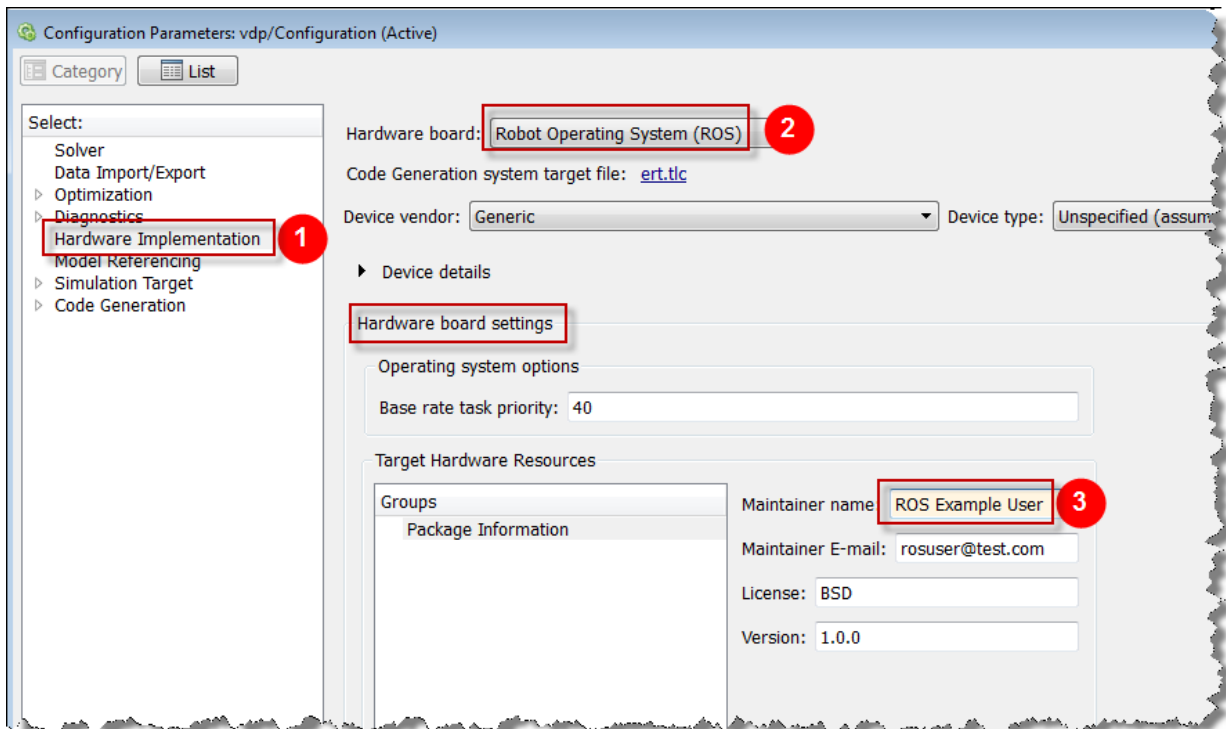 Configuration Parameters: vdp/Configuration (Active)
Category
List
Select:
Solver
Data Import/Export
Optimization
Diagnostics
Hardware Implementation
1
Model Referencing
Simulation Target
Code Generation
Hardware board: Robot Operating System (ROS)
2
Code Generation system target file: ert.tlc
Device vendor: Generic
Device type: Unspecified (assum
Device details
Hardware board settings
Operating system options
Base rate task priority: 40
Target Hardware Resources
Groups
Package Information
Maintainer name: ROS Example User
3
Maintainer E-mail: rosuser@test.com
License: BSD
Version: 1.0.0